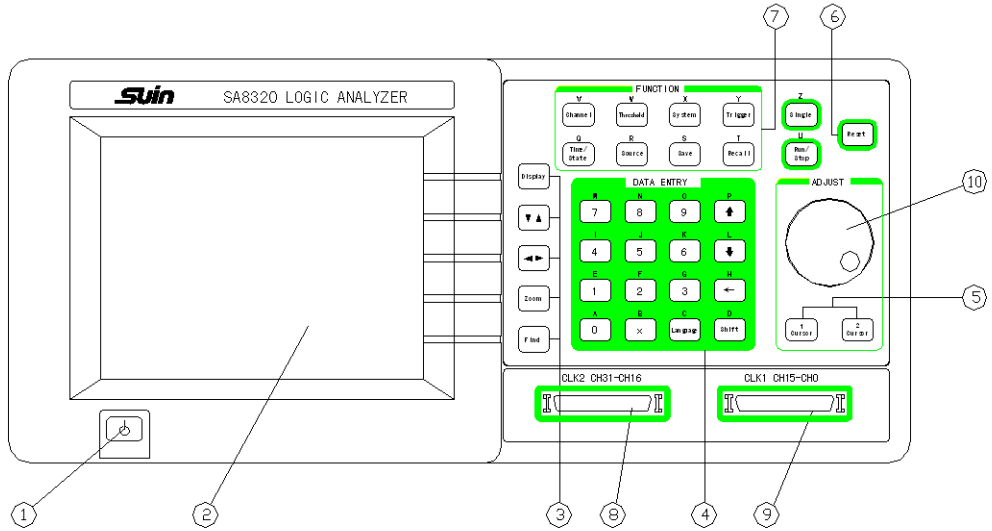 7 6
FUNCTION
Suin SA8320 LOGIC ANALYZER
W V X Y Z
Channel Threshold System Trigger Single
Reset
Q R S T U
Time/State Source Save Recall Run/Stop
Display
DATA ENTRY
ADJUST
10
M N O P
7 8 9
I J K L
4 5 6
E F G H
Zoom 1 2 3
5
A B C D
0 × Language Shift
1 Cursor 2 Cursor
Find
CLK2 CH31-CH16 CLK1 CH15-CH0
1 2 3 8 4 9